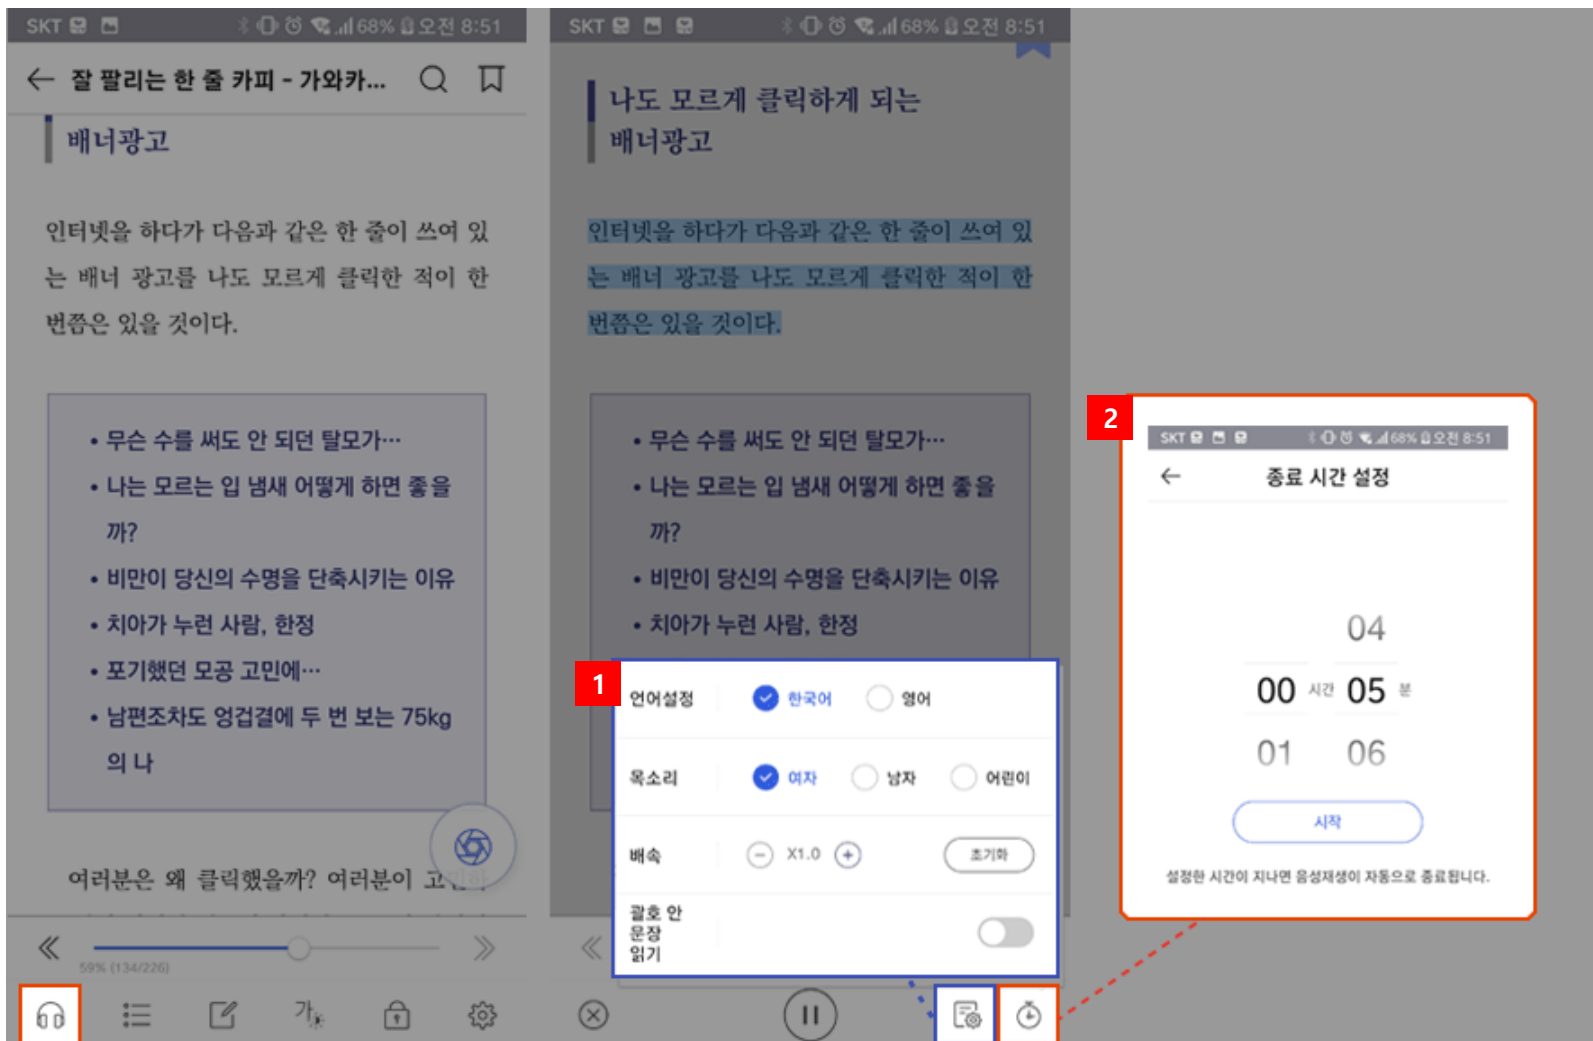 SKT 68% 오전 8:51
잘 팔리는 한 줄 카피 - 가와카...
배너광고
인터넷을 하다가 다음과 같은 한 줄이 쓰여 있
는 배너 광고를 나도 모르게 클릭한 적이 한
번쯤은 있을 것이다.
• 무슨 수를 써도 안 되던 탈모가…
• 나는 모르는 입 냄새 어떻게 하면 좋을
까?
• 비만이 당신의 수명을 단축시키는 이유
• 치아가 누런 사람, 한정
• 포기했던 모공 고민에…
• 남편조차도 엉겁결에 두 번 보는 75kg
의 나
여러분은 왜 클릭했을까? 여러분이 고민하
59% (134/226)
가
SKT 68% 오전 8:51
나도 모르게 클릭하게 되는
배너광고
인터넷을 하다가 다음과 같은 한 줄이 쓰여 있
는 배너 광고를 나도 모르게 클릭한 적이 한
번쯤은 있을 것이다.
• 무슨 수를 써도 안 되던 탈모가…
• 나는 모르는 입 냄새 어떻게 하면 좋을
까?
• 비만이 당신의 수명을 단축시키는 이유
• 치아가 누런 사람, 한정
1
언어설정 한국어 영어
목소리 여자 남자 어린이
배속 X1.0 초기화
괄호 안
문장
읽기
2
SKT 68% 오전 8:51
종료 시간 설정
04
00 시간 05 분
01 06
시작
설정한 시간이 지나면 음성재생이 자동으로 종료됩니다.